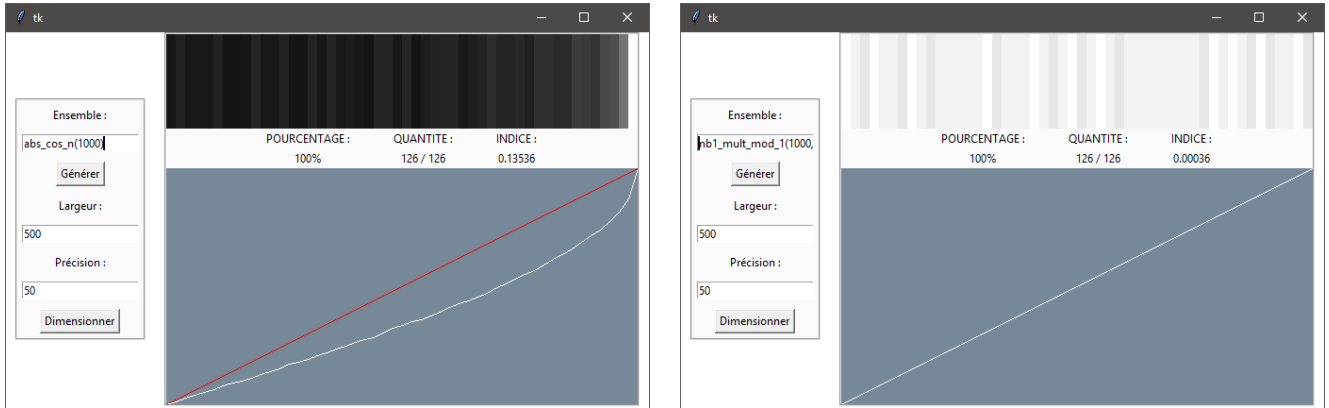 tk
Ensemble :
abs_cos_n(1000)
Générer
Largeur :
500
Précision :
50
Dimensionner
POURCENTAGE : QUANTITE : INDICE :
100% 126 / 126 0.13536
tk
Ensemble :
nb1_mult_mod_1(1000,
Générer
Largeur :
500
Précision :
50
Dimensionner
POURCENTAGE : QUANTITE : INDICE :
100% 126 / 126 0.00036